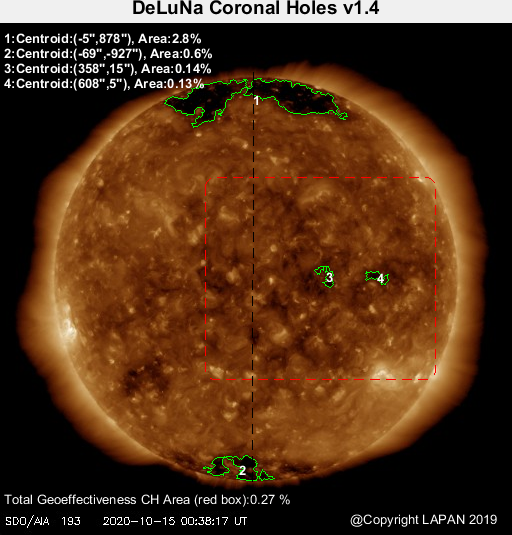 DeLuNa Coronal Holes v1.4
1:Centroid:(-5",878"), Area:2.8%
2:Centroid:(-69",-927"), Area:0.6%
3:Centroid:(358",15"), Area:0.14%
4:Centroid:(608",5"), Area:0.13%
1
3
4
2
Total Geoeffectiveness CH Area (red box):0.27 %
SDO/AIA 193 2020-10-15 00:38:17 UT
@Copyright LAPAN 2019